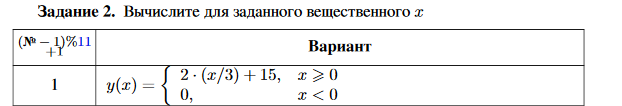 Задание 2. Вычислите для заданного вещественного x
(№ − 1)%11
+1
Вариант
1
y(x) = { 2 · (x/3) + 15, x ⩾ 0
0, x < 0